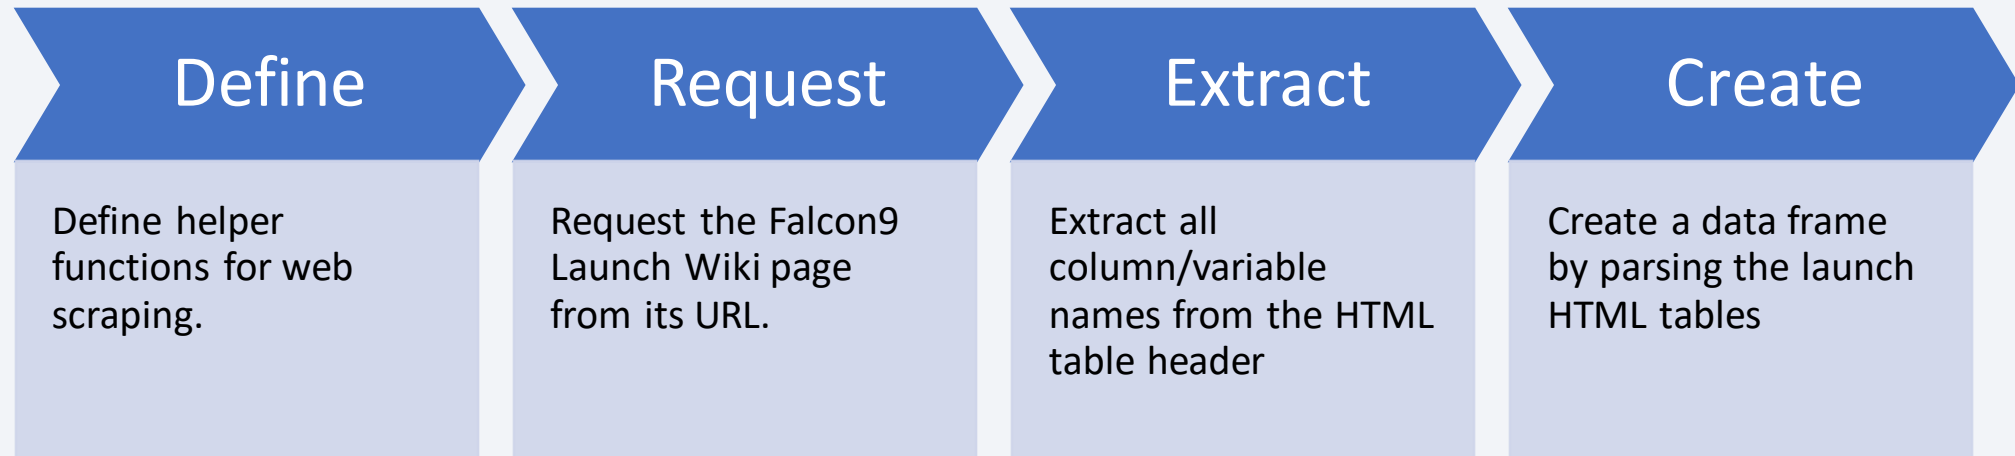 Define
Define helper
functions for web
scraping.
Request
Request the Falcon9
Launch Wiki page
from its URL.
Extract
Extract all
column/variable
names from the HTML
table header
Create
Create a data frame
by parsing the launch
HTML tables